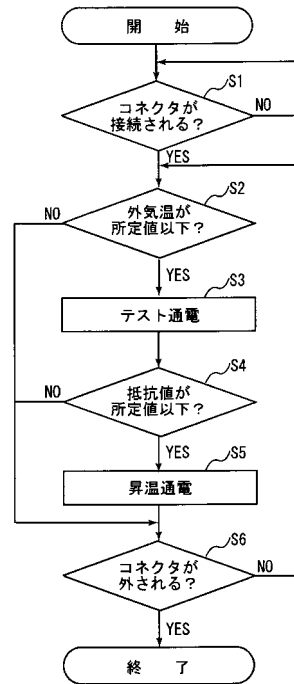 開 始
S1
コネクタが
接続される?
NO
YES
S2
NO
外気温が
所定値以下?
YES
S3
テスト通電
S4
NO
抵抗値が
所定値以下?
YES
S5
昇温通電
S6
コネクタが
外される?
NO
YES
終 了